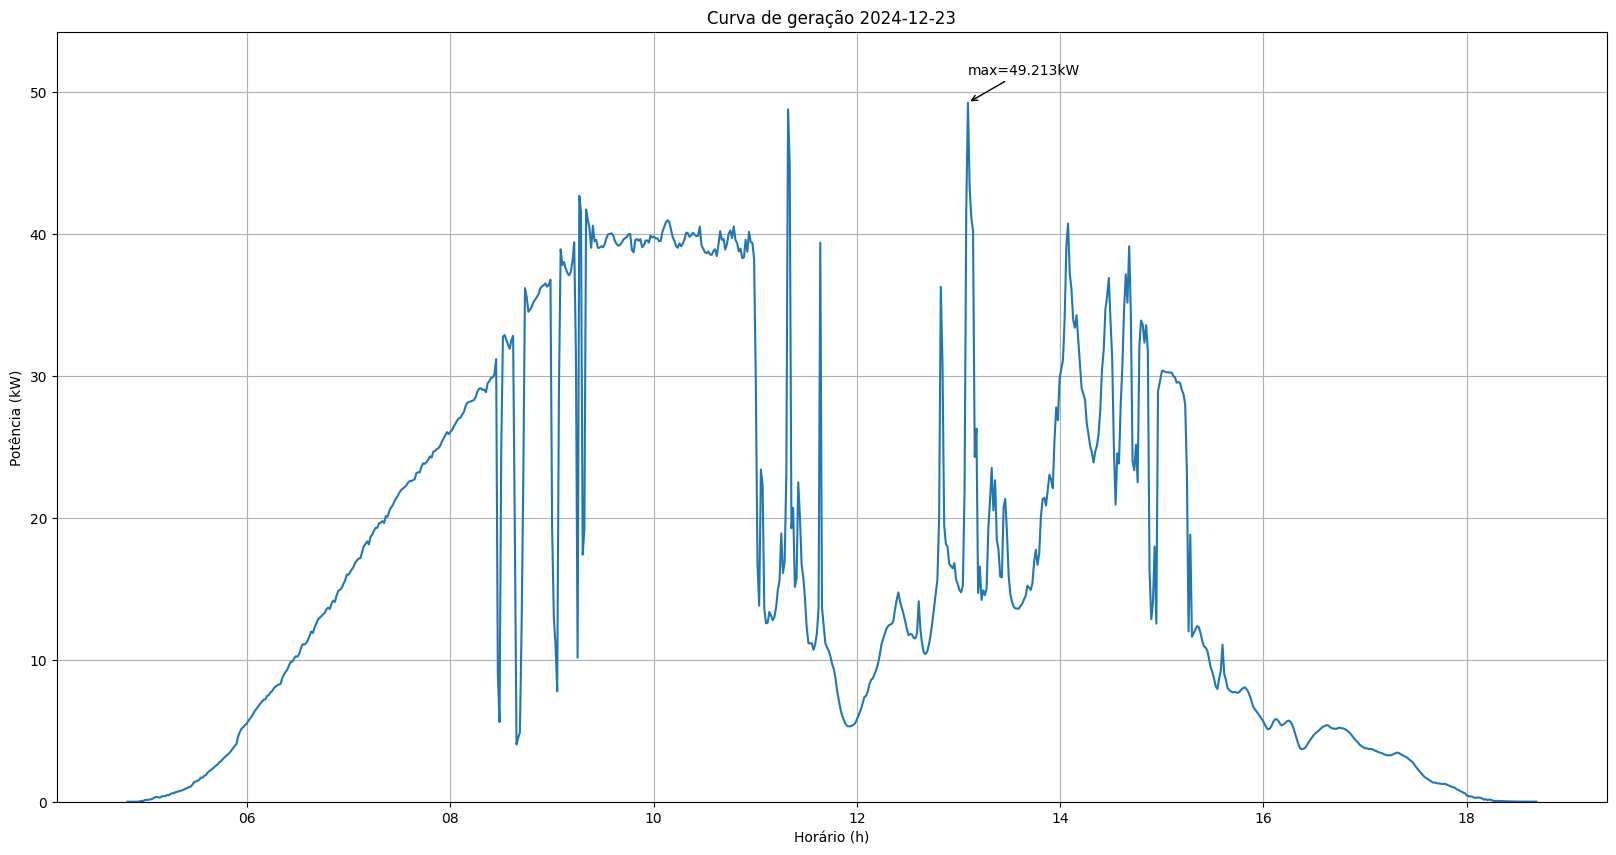 Curva de geração 2024-12-23
max=49.213kW
50
40
30
20
10
0
Potência (kW)
06 08 10 12 14 16 18
Horário (h)